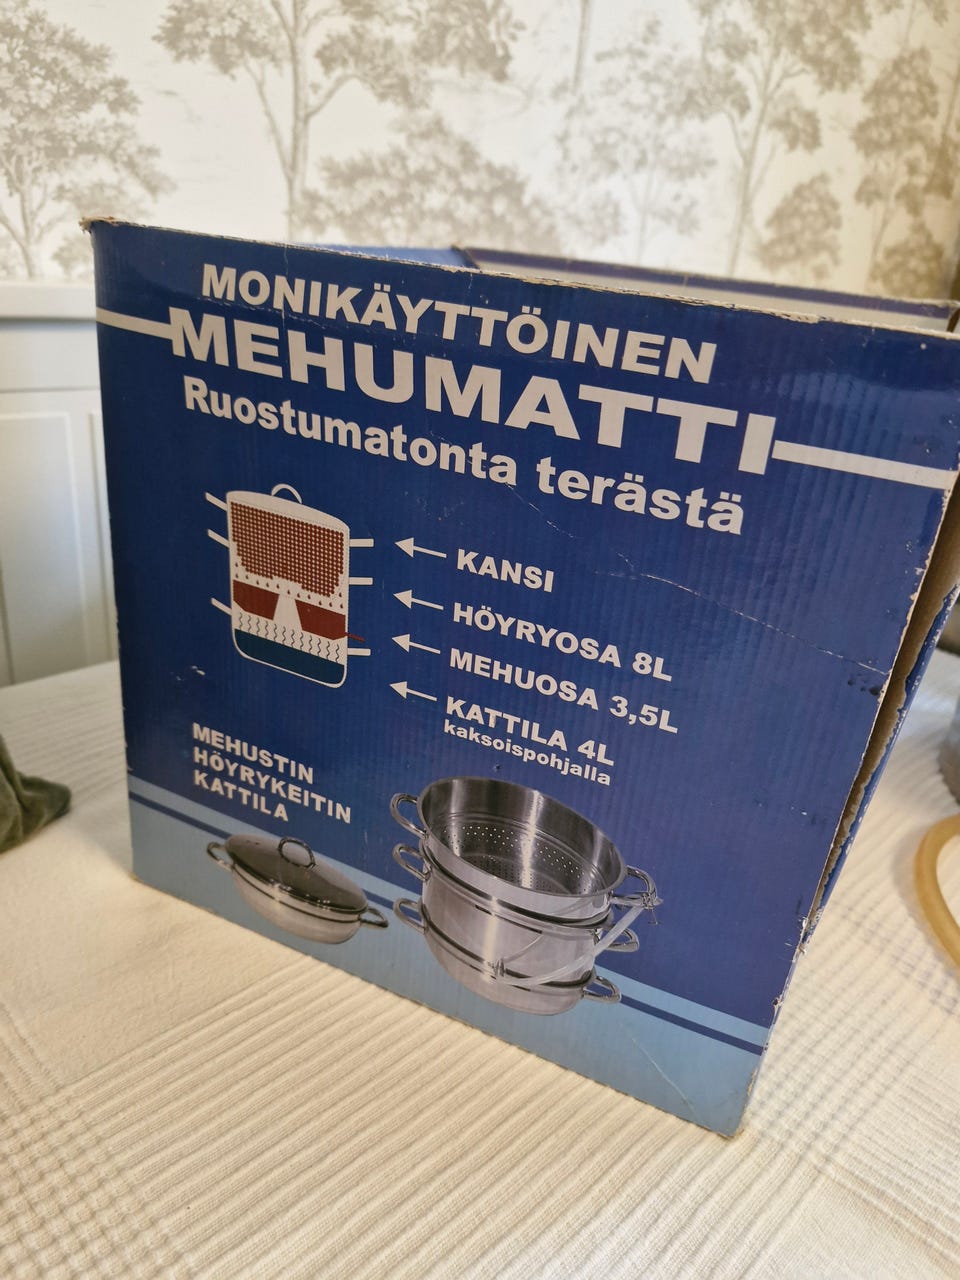 MONIKÄYTTÖINEN
MEHUMATTI
Ruostumatonta terästä
KANSI
HÖYRYOSA 8L
MEHUOSA 3,5L
KATTILA 4L
kaksoispohjalla
MEHUSTIN
HÖYRYKEITIN
KATTILA